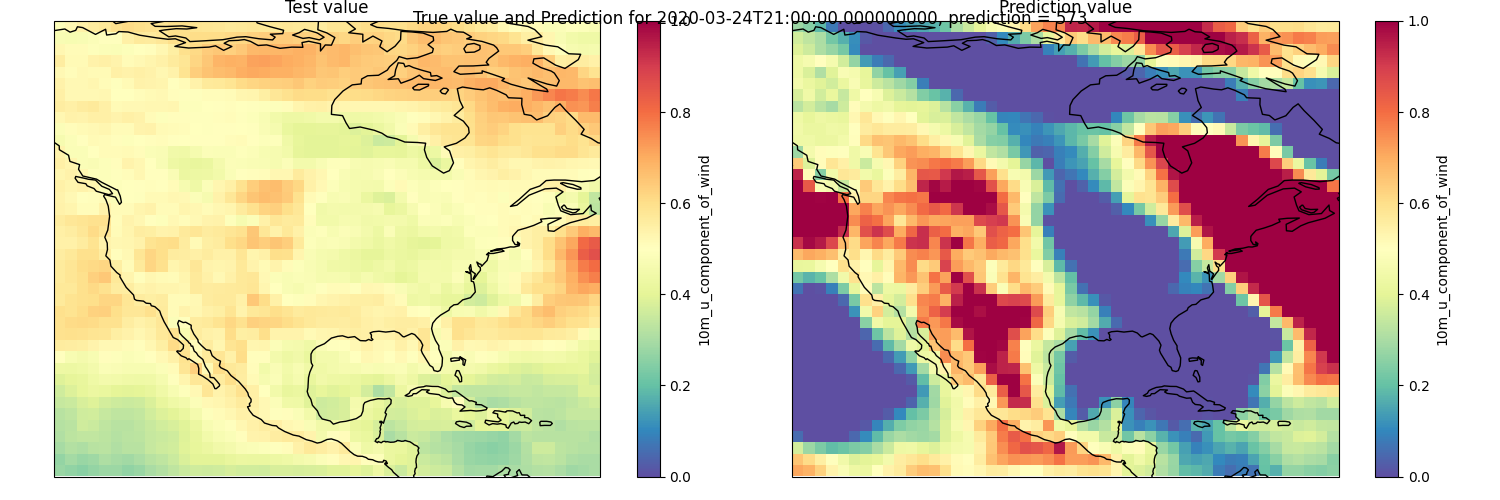 Test value
True value and Prediction for 2020-03-24T21:00:00.000000000 prediction = 573
Prediction value
1.0
0.8
0.6
0.4
0.2
0.0
10m_u_component_of_wind
1.0
0.8
0.6
0.4
0.2
0.0
10m_u_component_of_wind